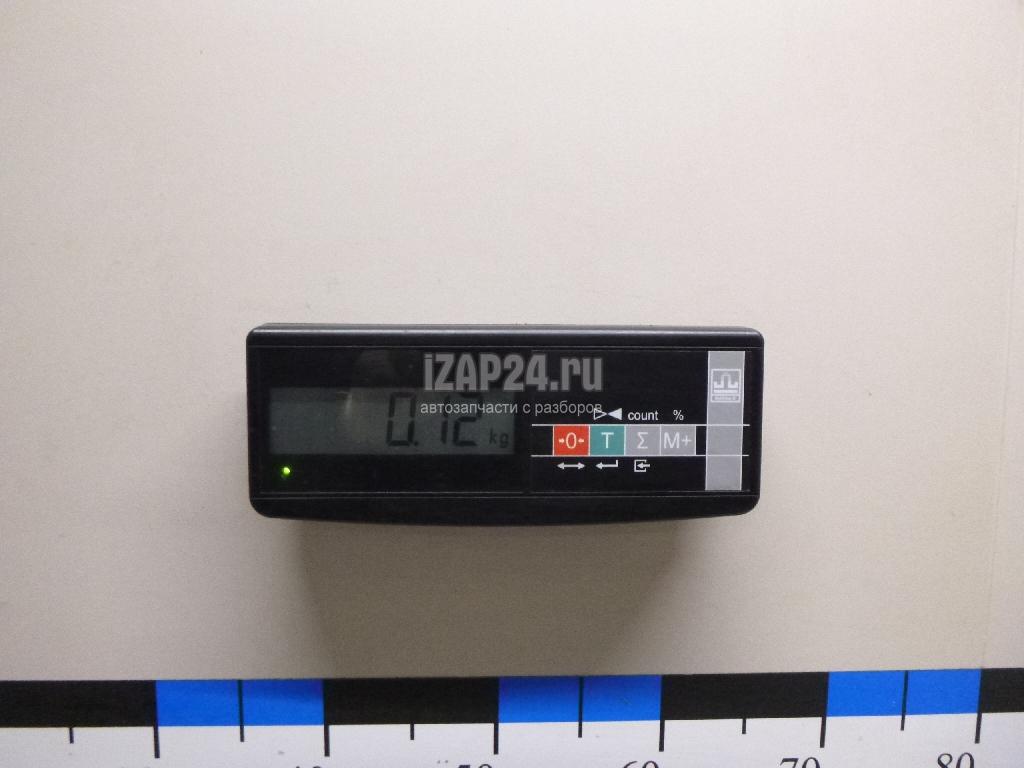 iZAP24.ru
автозапчасти с разборов
0.12 kg
count %
→0← T Σ M+
50 60 70 80